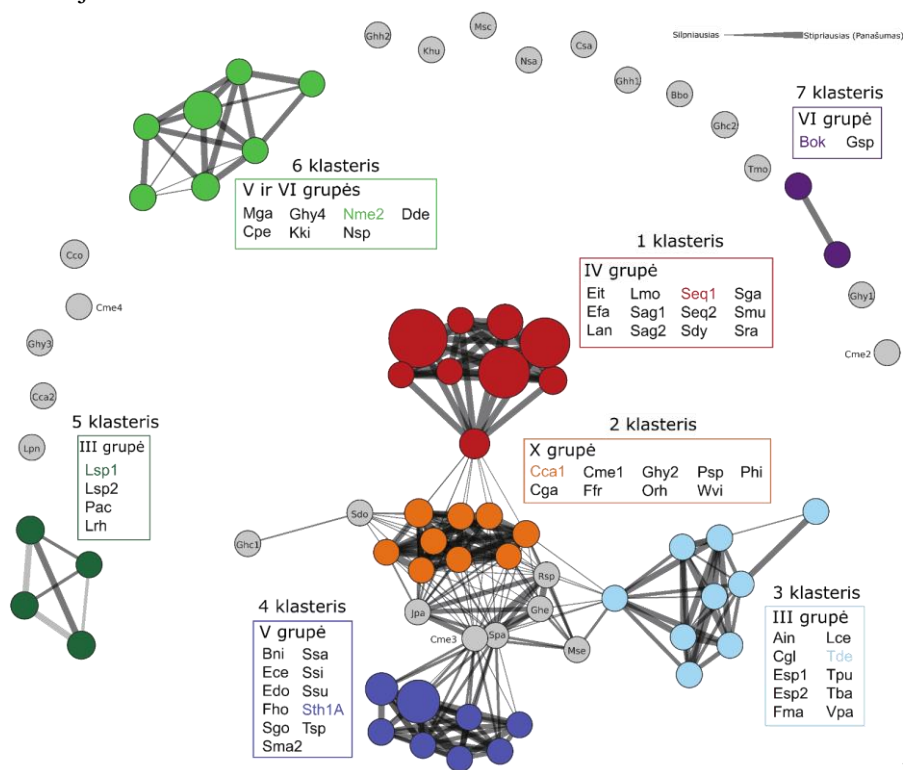 Ghh2
Khu
Msc
Nsa
Csa
Ghh1
Bbo
Ghc2
Tmo
Silpniausias Stipriausias (Panašumas)
7 klasteris
VI grupė
Bok Gsp
6 klasteris
V ir VI grupės
Mga Ghy4 Nme2 Dde
Cpe Kki Nsp
1 klasteris
IV grupė
Eit Lmo Seq1 Sga
Efa Sag1 Seq2 Smu
Lan Sag2 Sdy Sra
Ghy1
Cme2
Cco
Cme4
Ghy3
Cca2
Lpn
5 klasteris
III grupė
Lsp1
Lsp2
Pac
Lrh
2 klasteris
X grupė
Cca1 Cme1 Ghy2 Psp Phi
Cga Ffr Orh Wvi
Sdo
Ghc1
Rsp
Jpa
Ghe
Cme3
Spa
Mse
4 klasteris
V grupė
Bni Ssa
Ece Ssi
Edo Ssu
Fho Sth1A
Sgo Tsp
Sma2
3 klasteris
III grupė
Ain Lce
Cgl Tde
Esp1 Tpu
Esp2 Tba
Fma Vpa